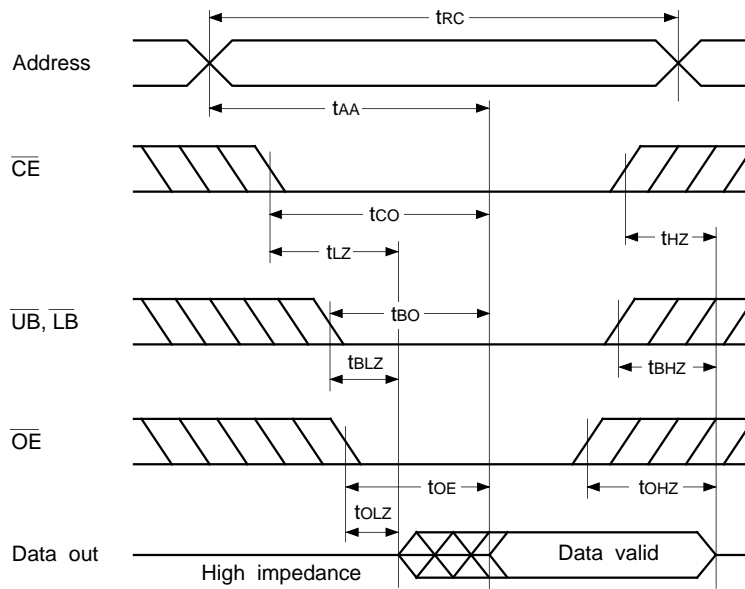 tRC
Address
tAA
CE
tCO
tLZ
tHZ
UB, LB
tBO
tBLZ
tBHZ
OE
tOE
tOHZ
tOLZ
Data out
High impedance
Data valid